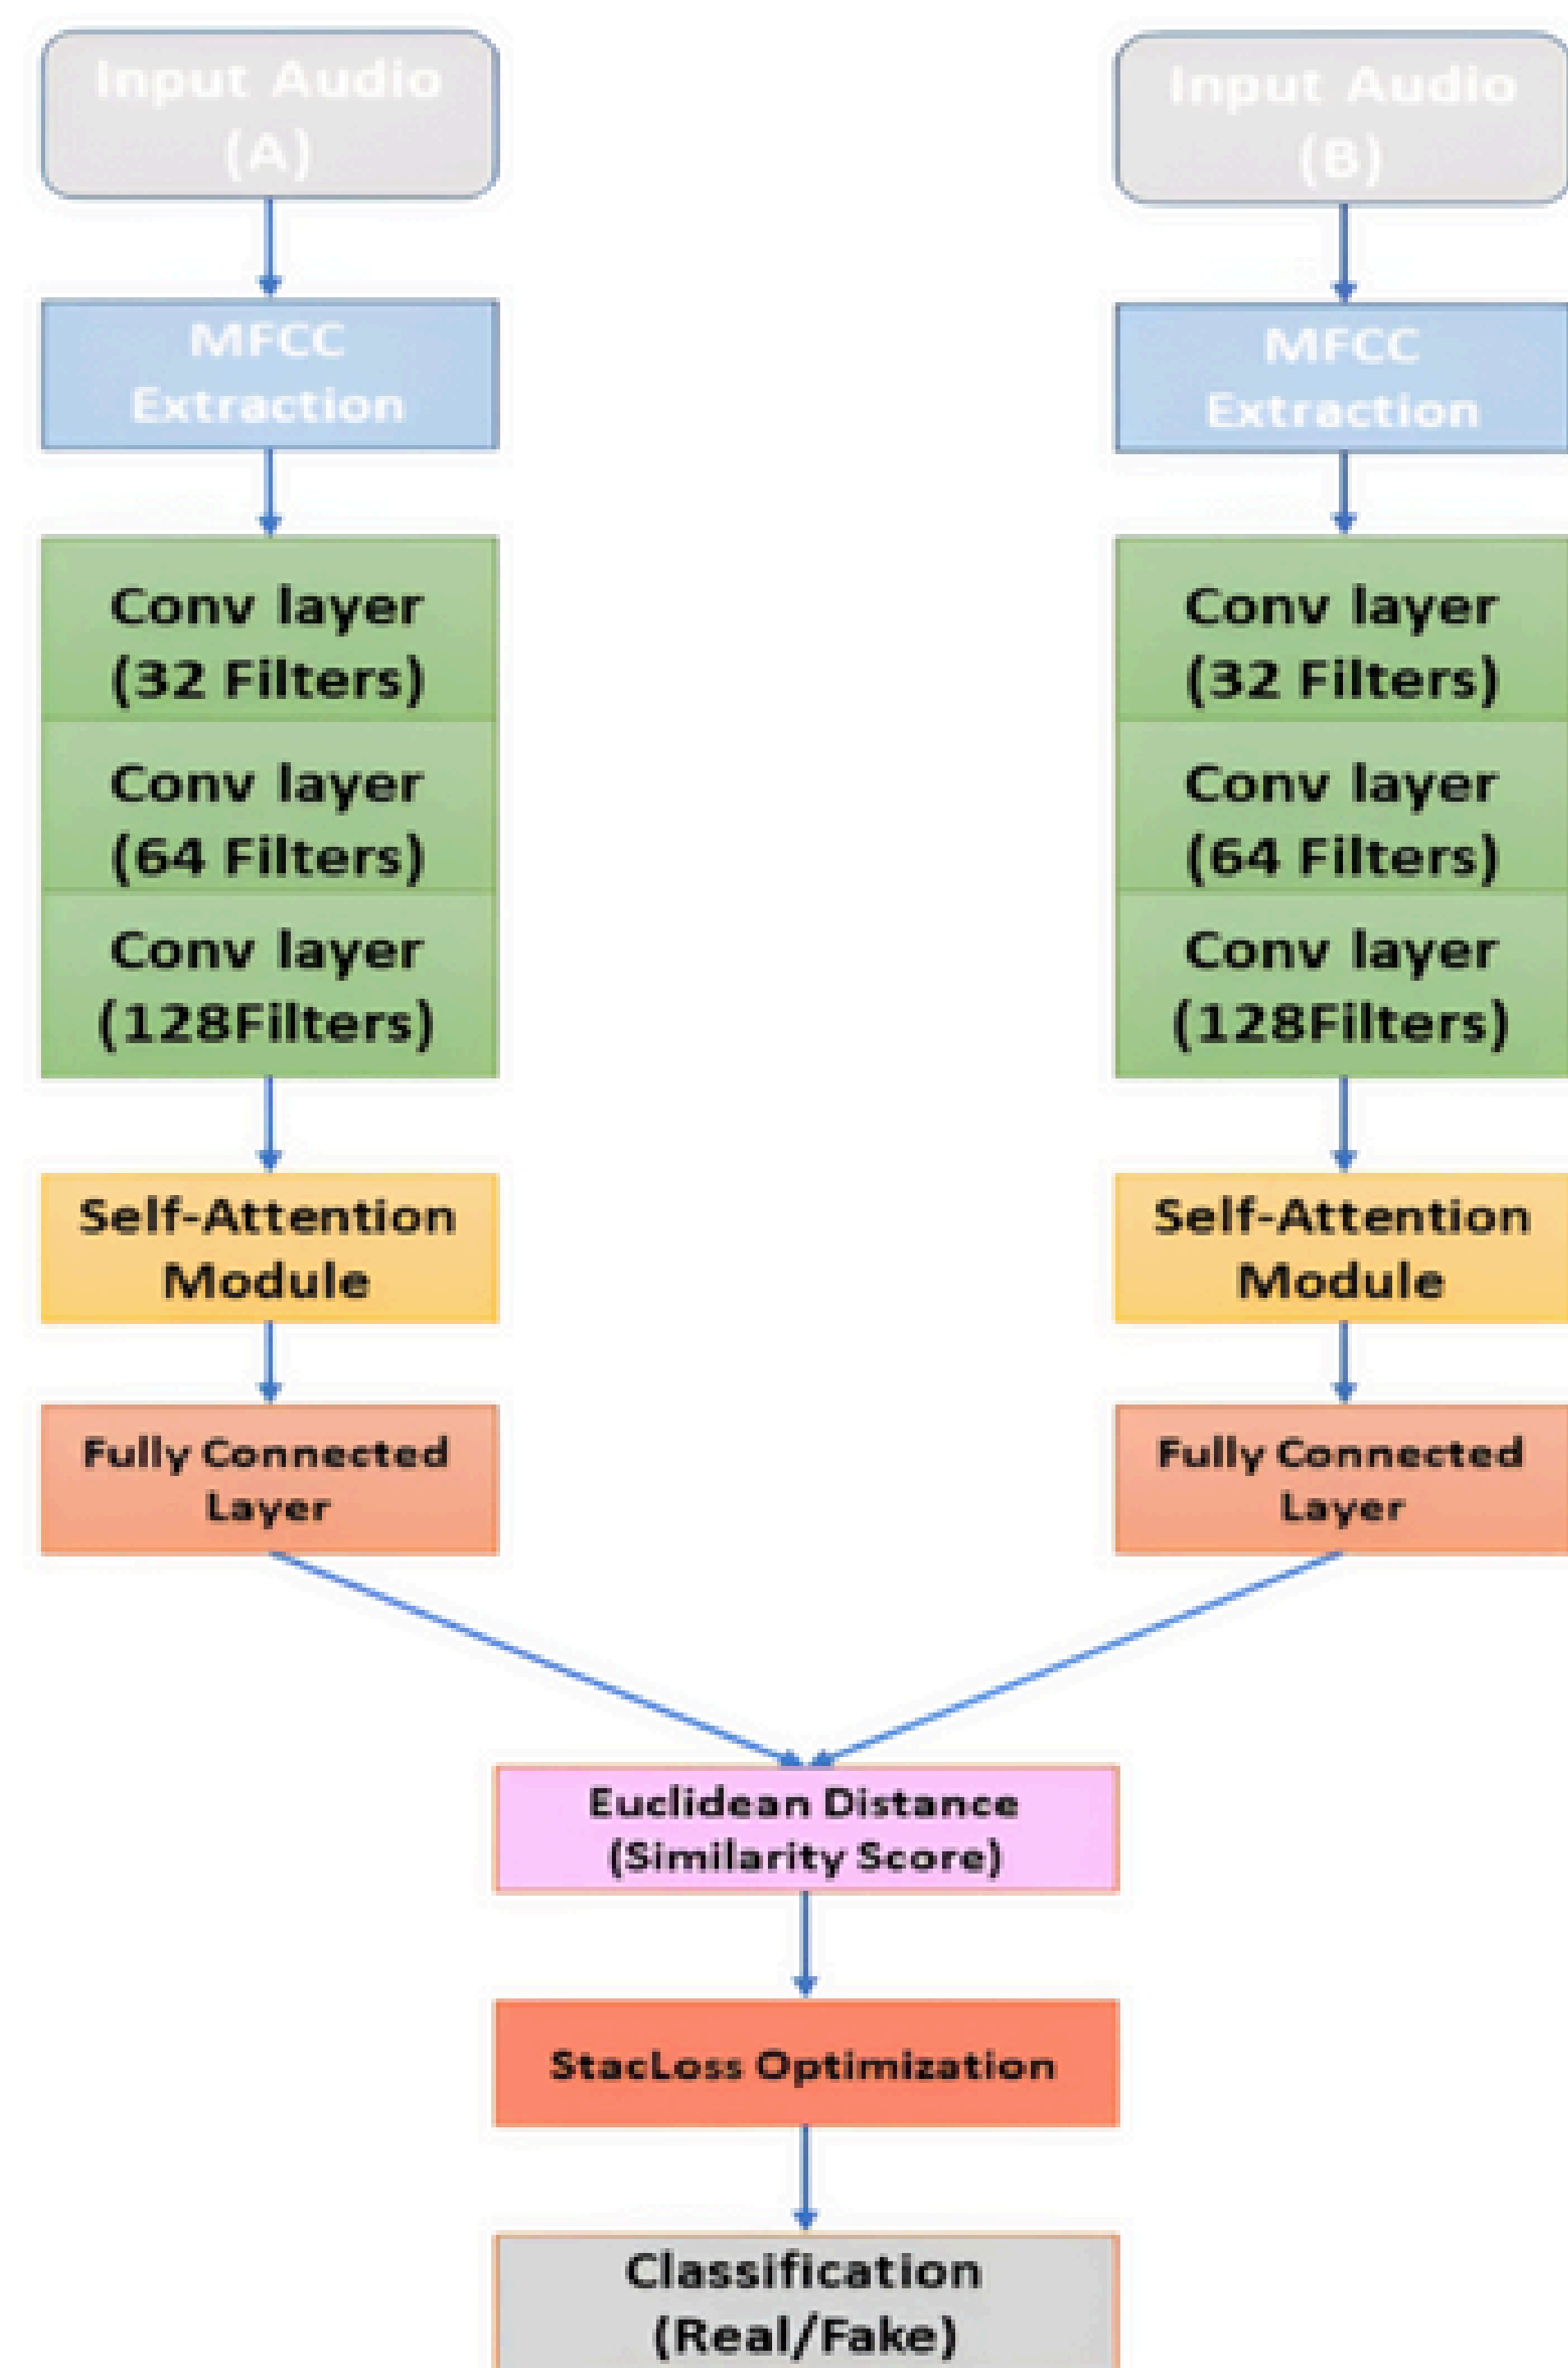 Input Audio
(A)
MFCC
Extraction
Conv layer
(32 Filters)
Conv layer
(64 Filters)
Conv layer
(128Filters)
Self-Attention
Module
Fully Connected
Layer
Input Audio
(B)
MFCC
Extraction
Conv layer
(32 Filters)
Conv layer
(64 Filters)
Conv layer
(128Filters)
Self-Attention
Module
Fully Connected
Layer
Euclidean Distance
(Similarity Score)
StacLoss Optimization
Classification
(Real/Fake)